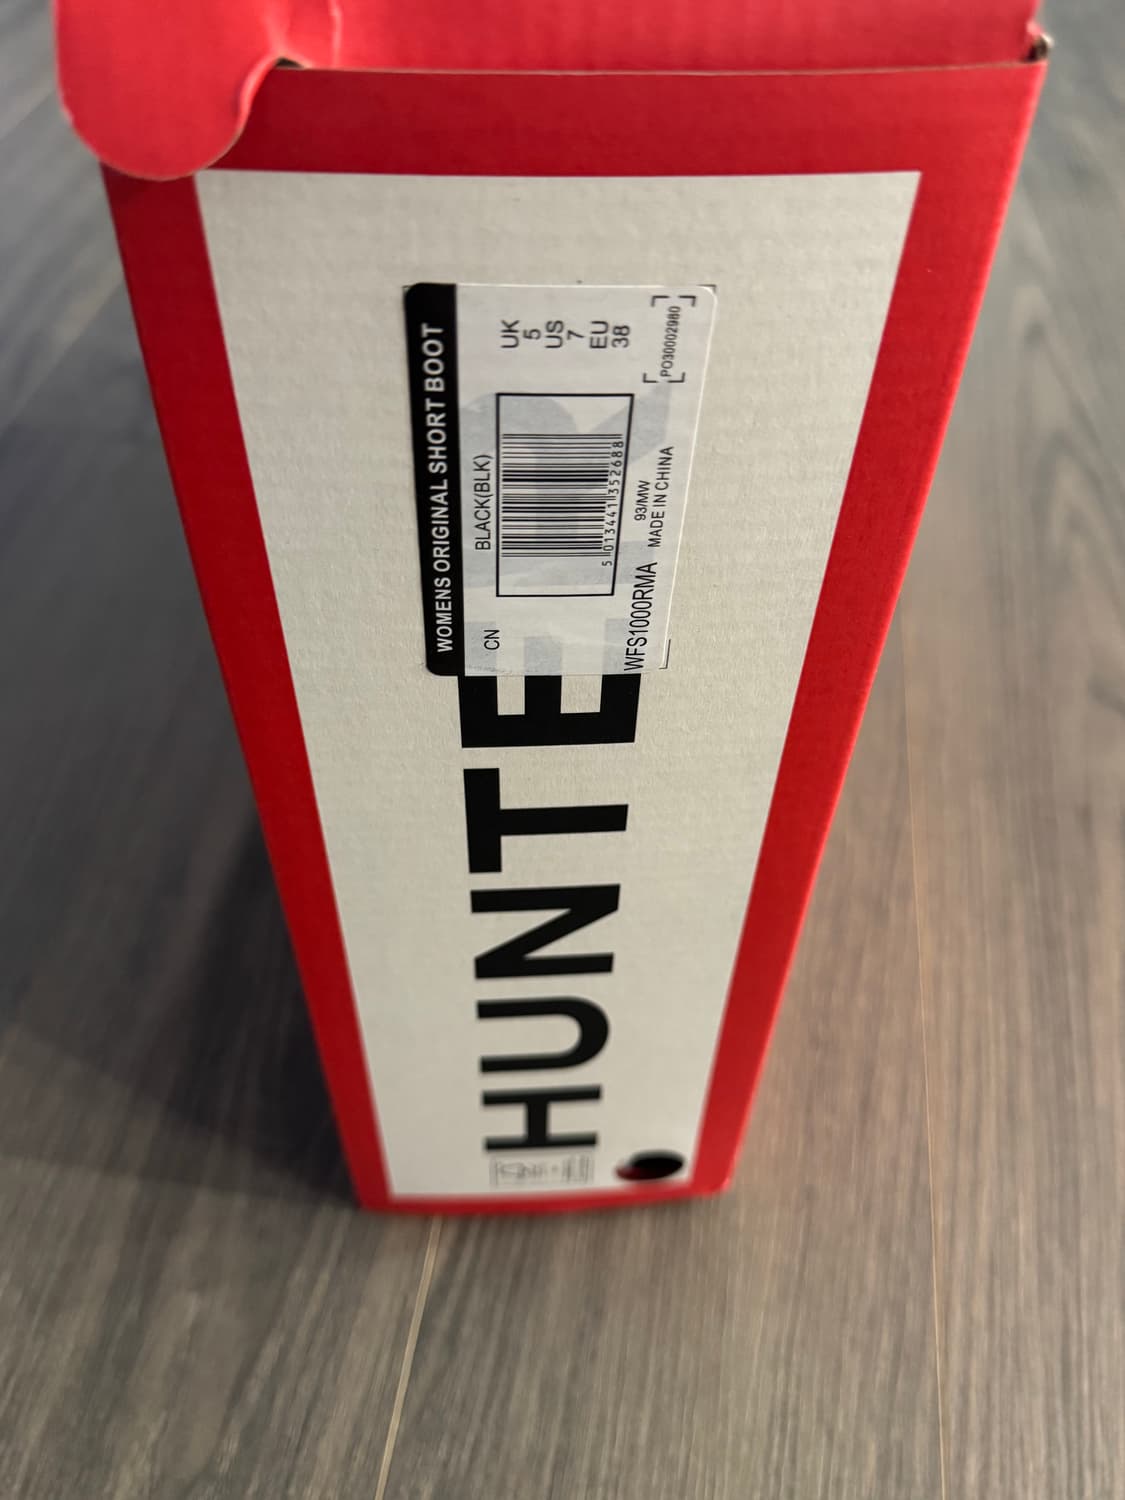 WOMENS ORIGINAL SHORT BOOT
CN
BLACK(BLK)
UK
5
US
7
EU
38
5 013441 352688
WFS1000RMA
93/MW
MADE IN CHINA
PO30002980
HUNTE